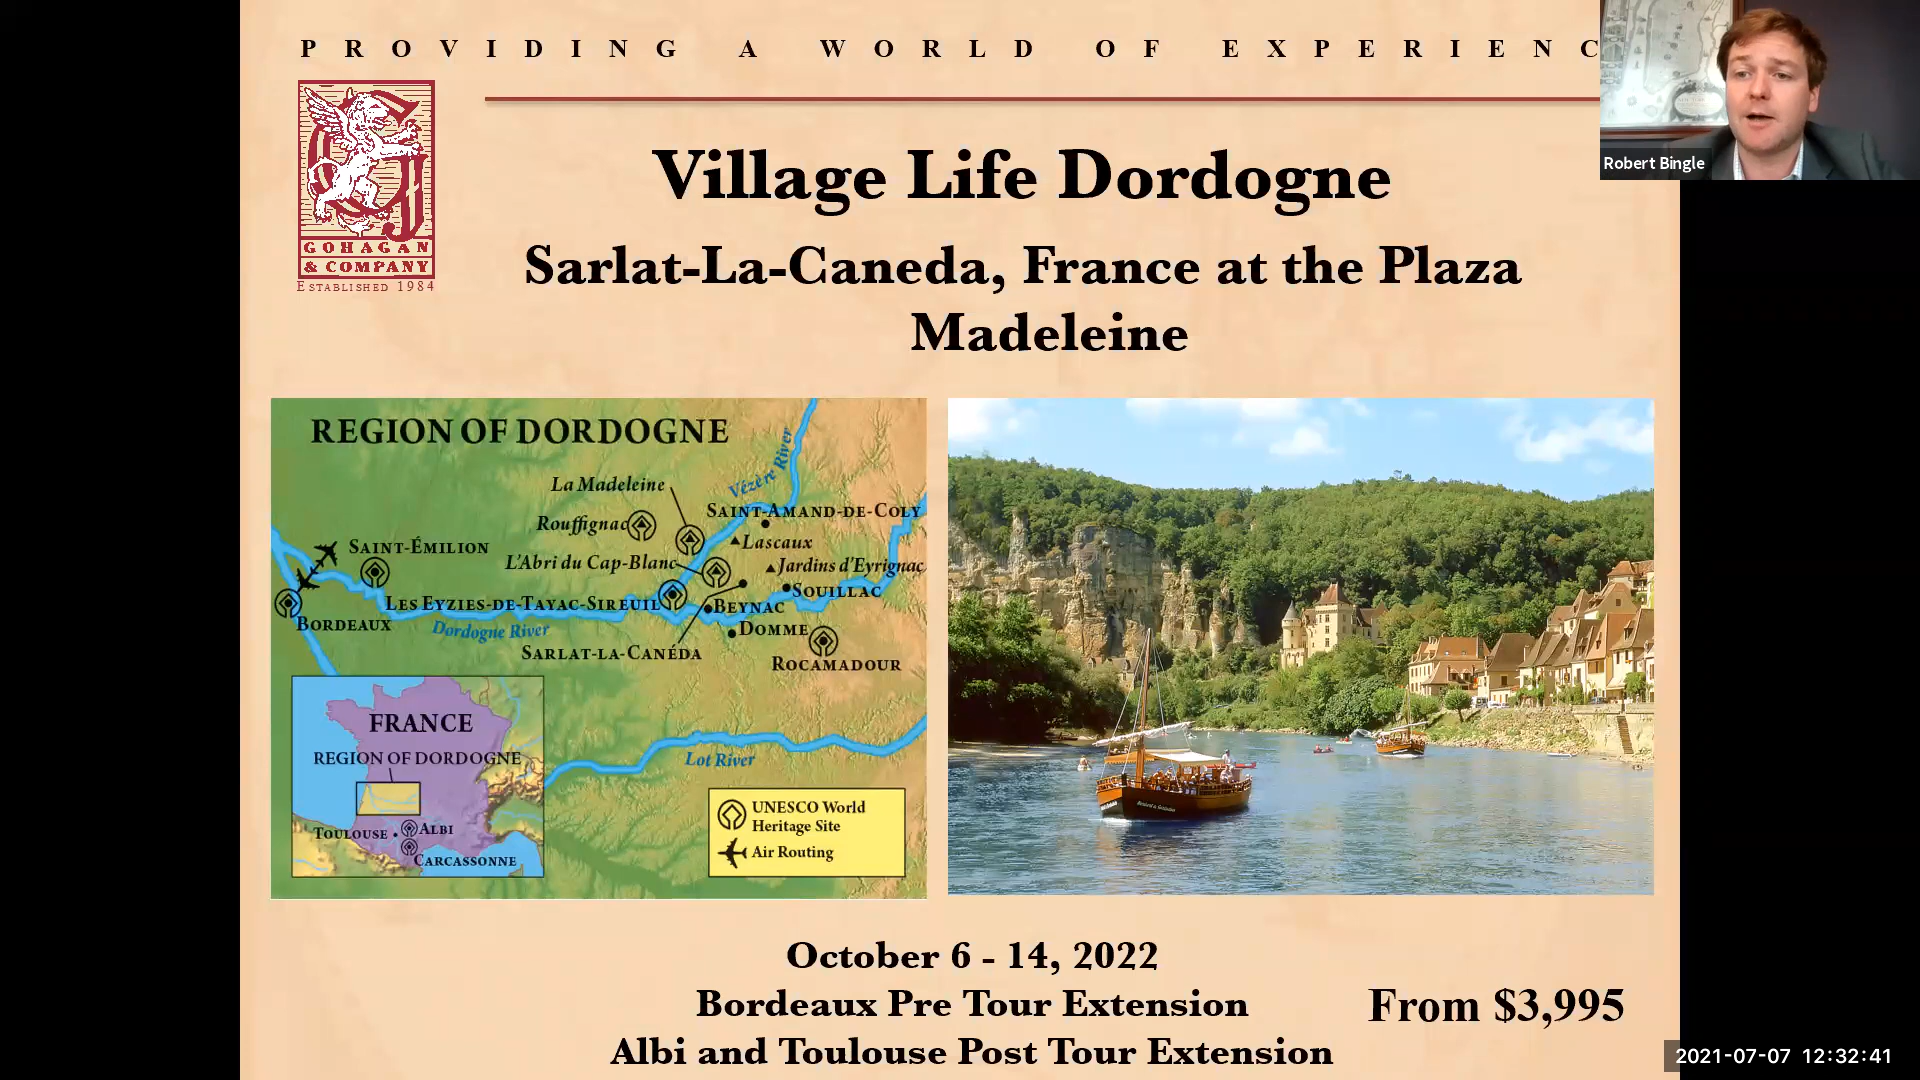 PROVIDING A WORLD OF EXPERIENC
Robert Bingle
GOHAGAN
& COMPANY
ESTABLISHED 1984
Village Life Dordogne
Sarlat-La-Caneda, France at the Plaza
Madeleine
REGION OF DORDOGNE
Vézère River
La Madeleine
SAINT-AMAND-DE-COLY
Rouffignac
Lascaux
SAINT-ÉMILION
L'Abri du Cap-Blanc
Jardins d'Eyrignac
SOUILLAC
LES EYZIES-DE-TAYAC-SIREUIL
BEYNAC
BORDEAUX
Dordogne River
DOMME
SARLAT-LA-CANÉDA
ROCAMADOUR
FRANCE
REGION OF DORDOGNE
TOULOUSE
ALBI
CARCASSONNE
Lot River
UNESCO World
Heritage Site
Air Routing
October 6 - 14, 2022
Bordeaux Pre Tour Extension
From $3,995
Albi and Toulouse Post Tour Extension
2021-07-07 12:32:41